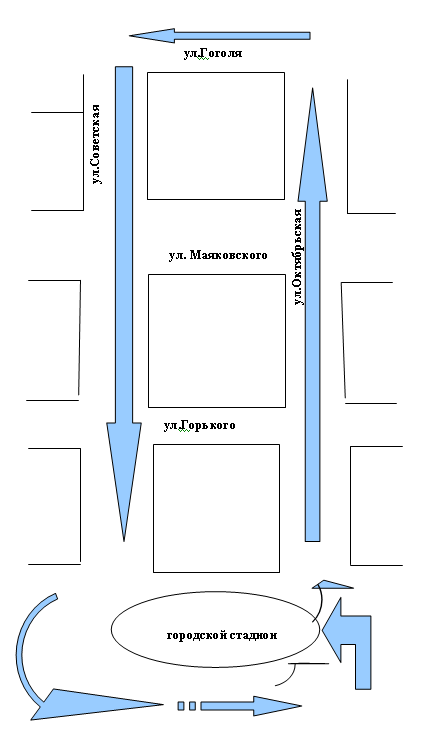 ул.Гоголя
ул.Советская
ул. Маяковского
ул.Октябрьская
ул.Горького
городской стадион